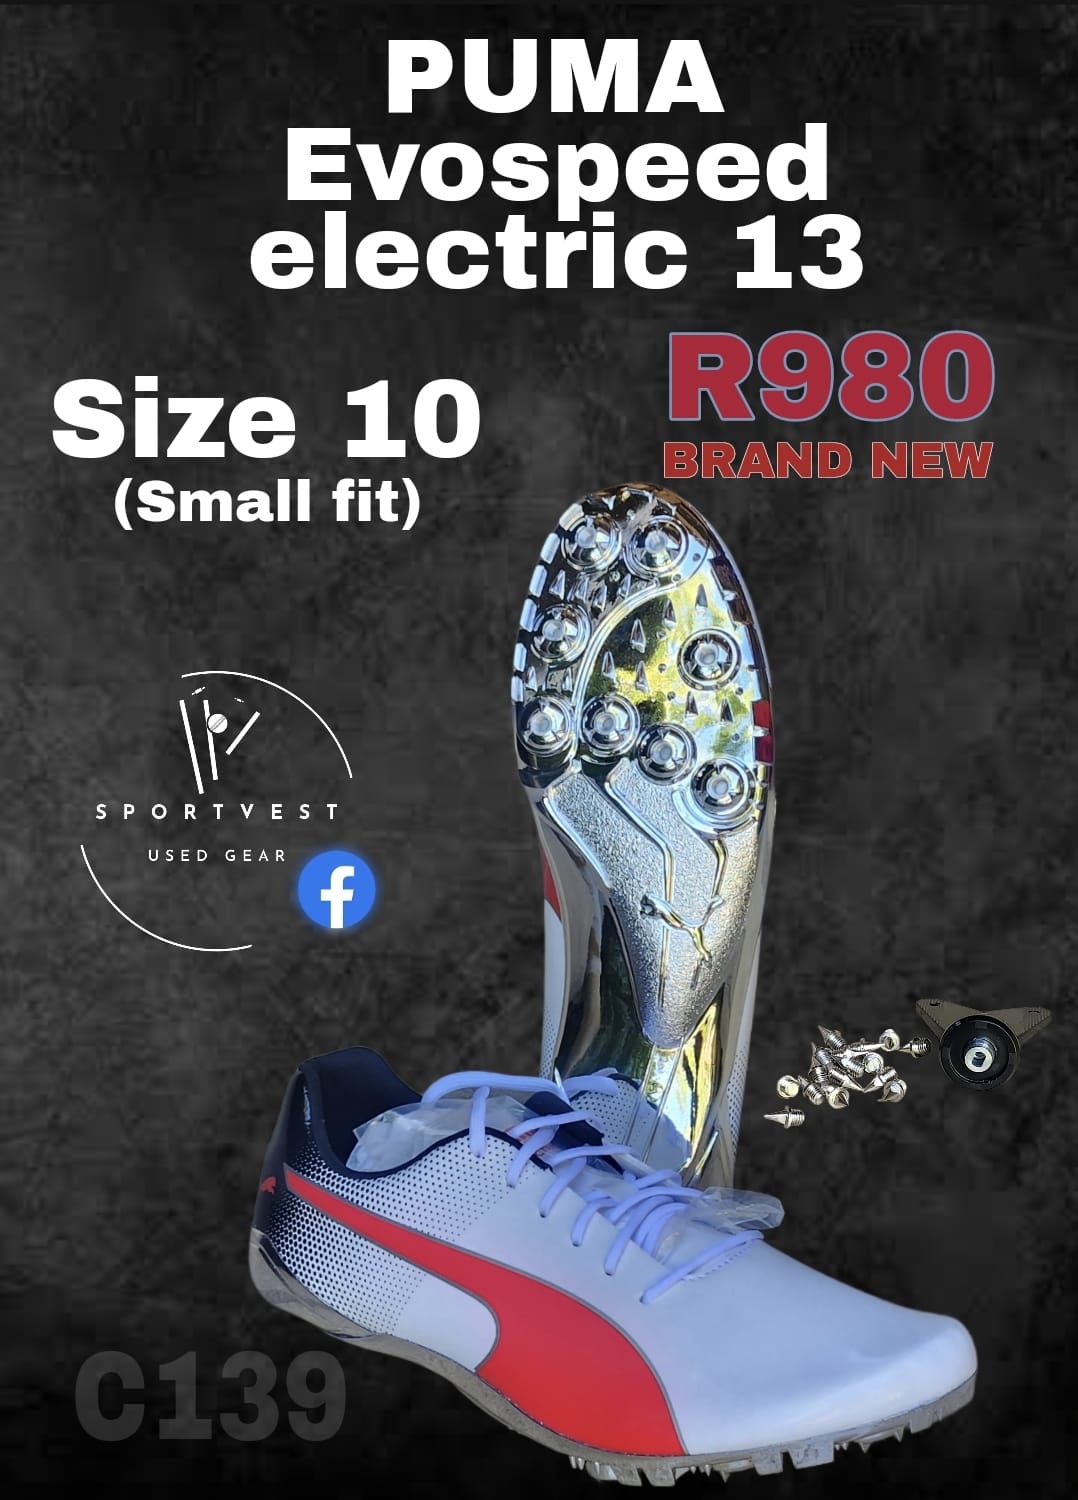 PUMA
Evospeed
electric 13
R980
BRAND NEW
Size 10
(Small fit)
SPORTVEST
USED GEAR
f
C139